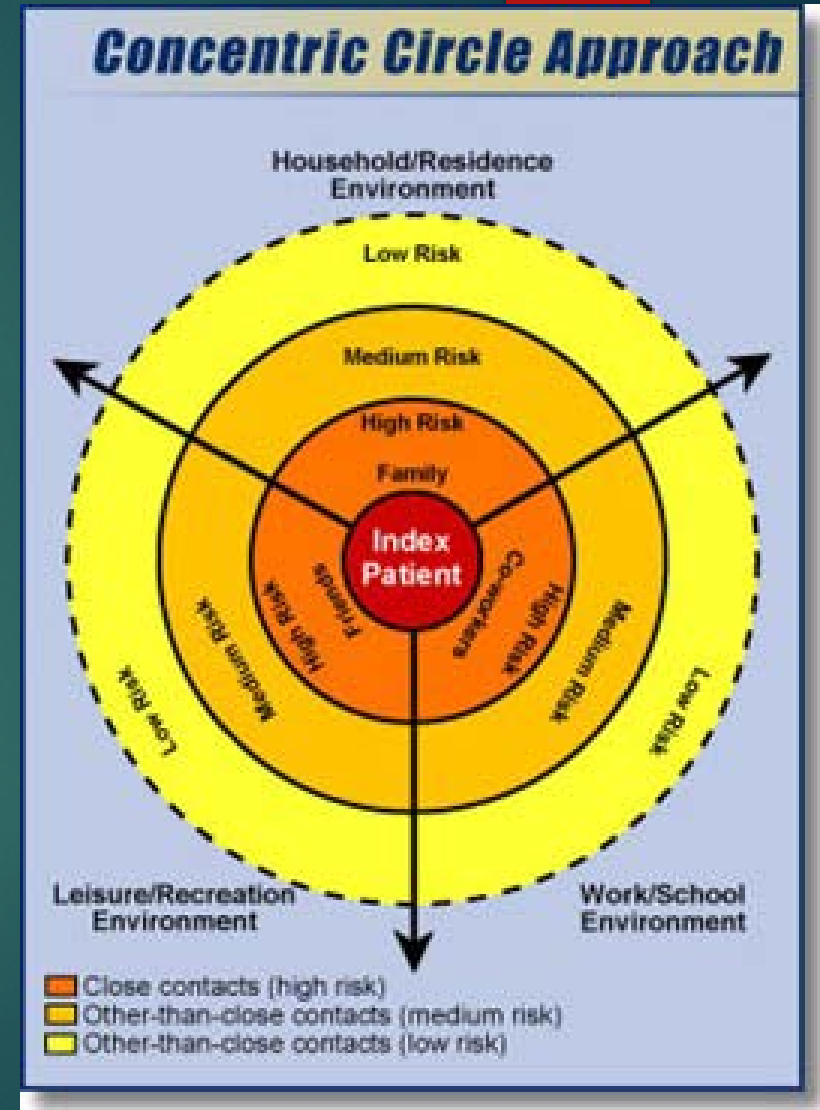 Concentric Circle Approach
Household/Residence
Environment
Low Risk
Medium Risk
High Risk
Family
Index
Patient
Friends
High Risk
Medium Risk
Low Risk
Co-workers
High Risk
Medium Risk
Low Risk
Leisure/Recreation
Environment
Work/School
Environment
Close contacts (high risk)
Other-than-close contacts (medium risk)
Other-than-close contacts (low risk)